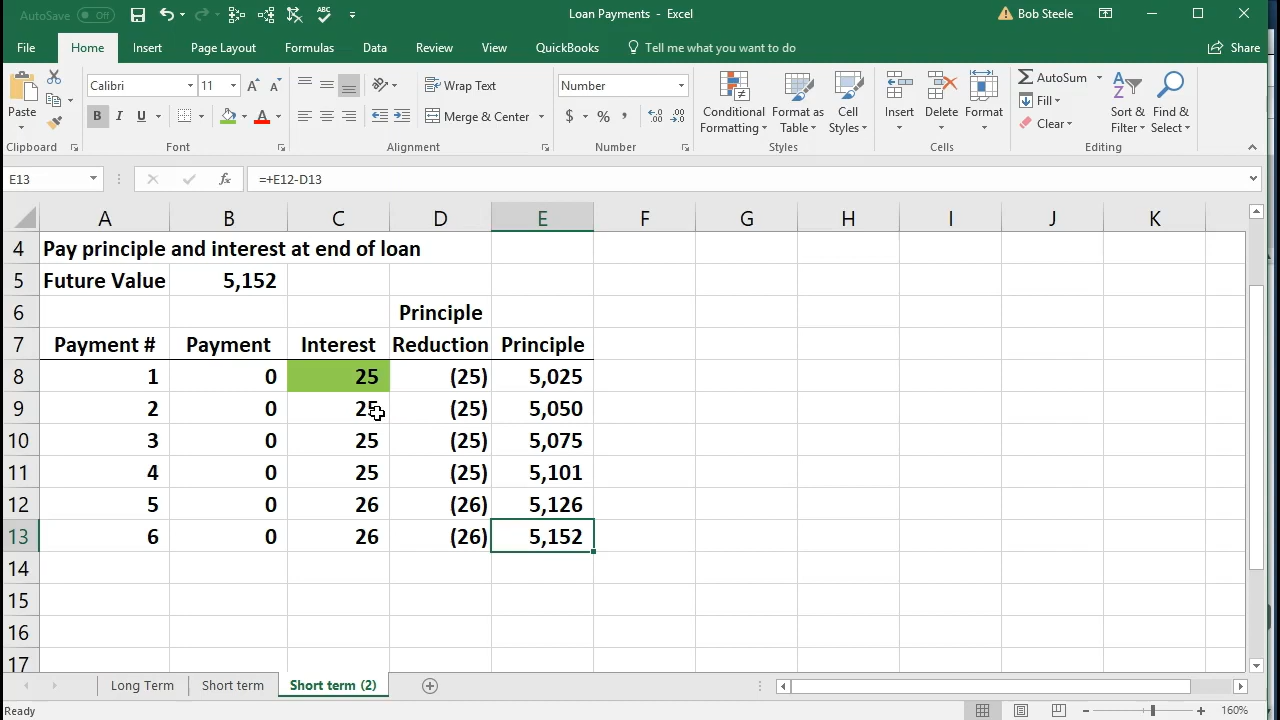 AutoSave Off Loan Payments - Excel Bob Steele
File Home Insert Page Layout Formulas Data Review View QuickBooks Tell me what you want to do Share
Paste Calibri 11 A A Wrap Text Number Conditional Formatting Format as Table Cell Styles Insert Delete Format AutoSum Sort & Filter Find & Select
B I U A Merge & Center $ % , Fill
Clear
Clipboard Font Alignment Number Styles Cells Editing
E13 fx =+E12-D13
A B C D E F G H I J K
4 Pay principle and interest at end of loan
5 Future Value 5,152
6 Principle
7 Payment # Payment Interest Reduction Principle
8 1 0 25 (25) 5,025
9 2 0 25 (25) 5,050
10 3 0 25 (25) 5,075
11 4 0 25 (25) 5,101
12 5 0 26 (26) 5,126
13 6 0 26 (26) 5,152
14
15
16
17
Long Term Short term Short term (2)
Ready 160%